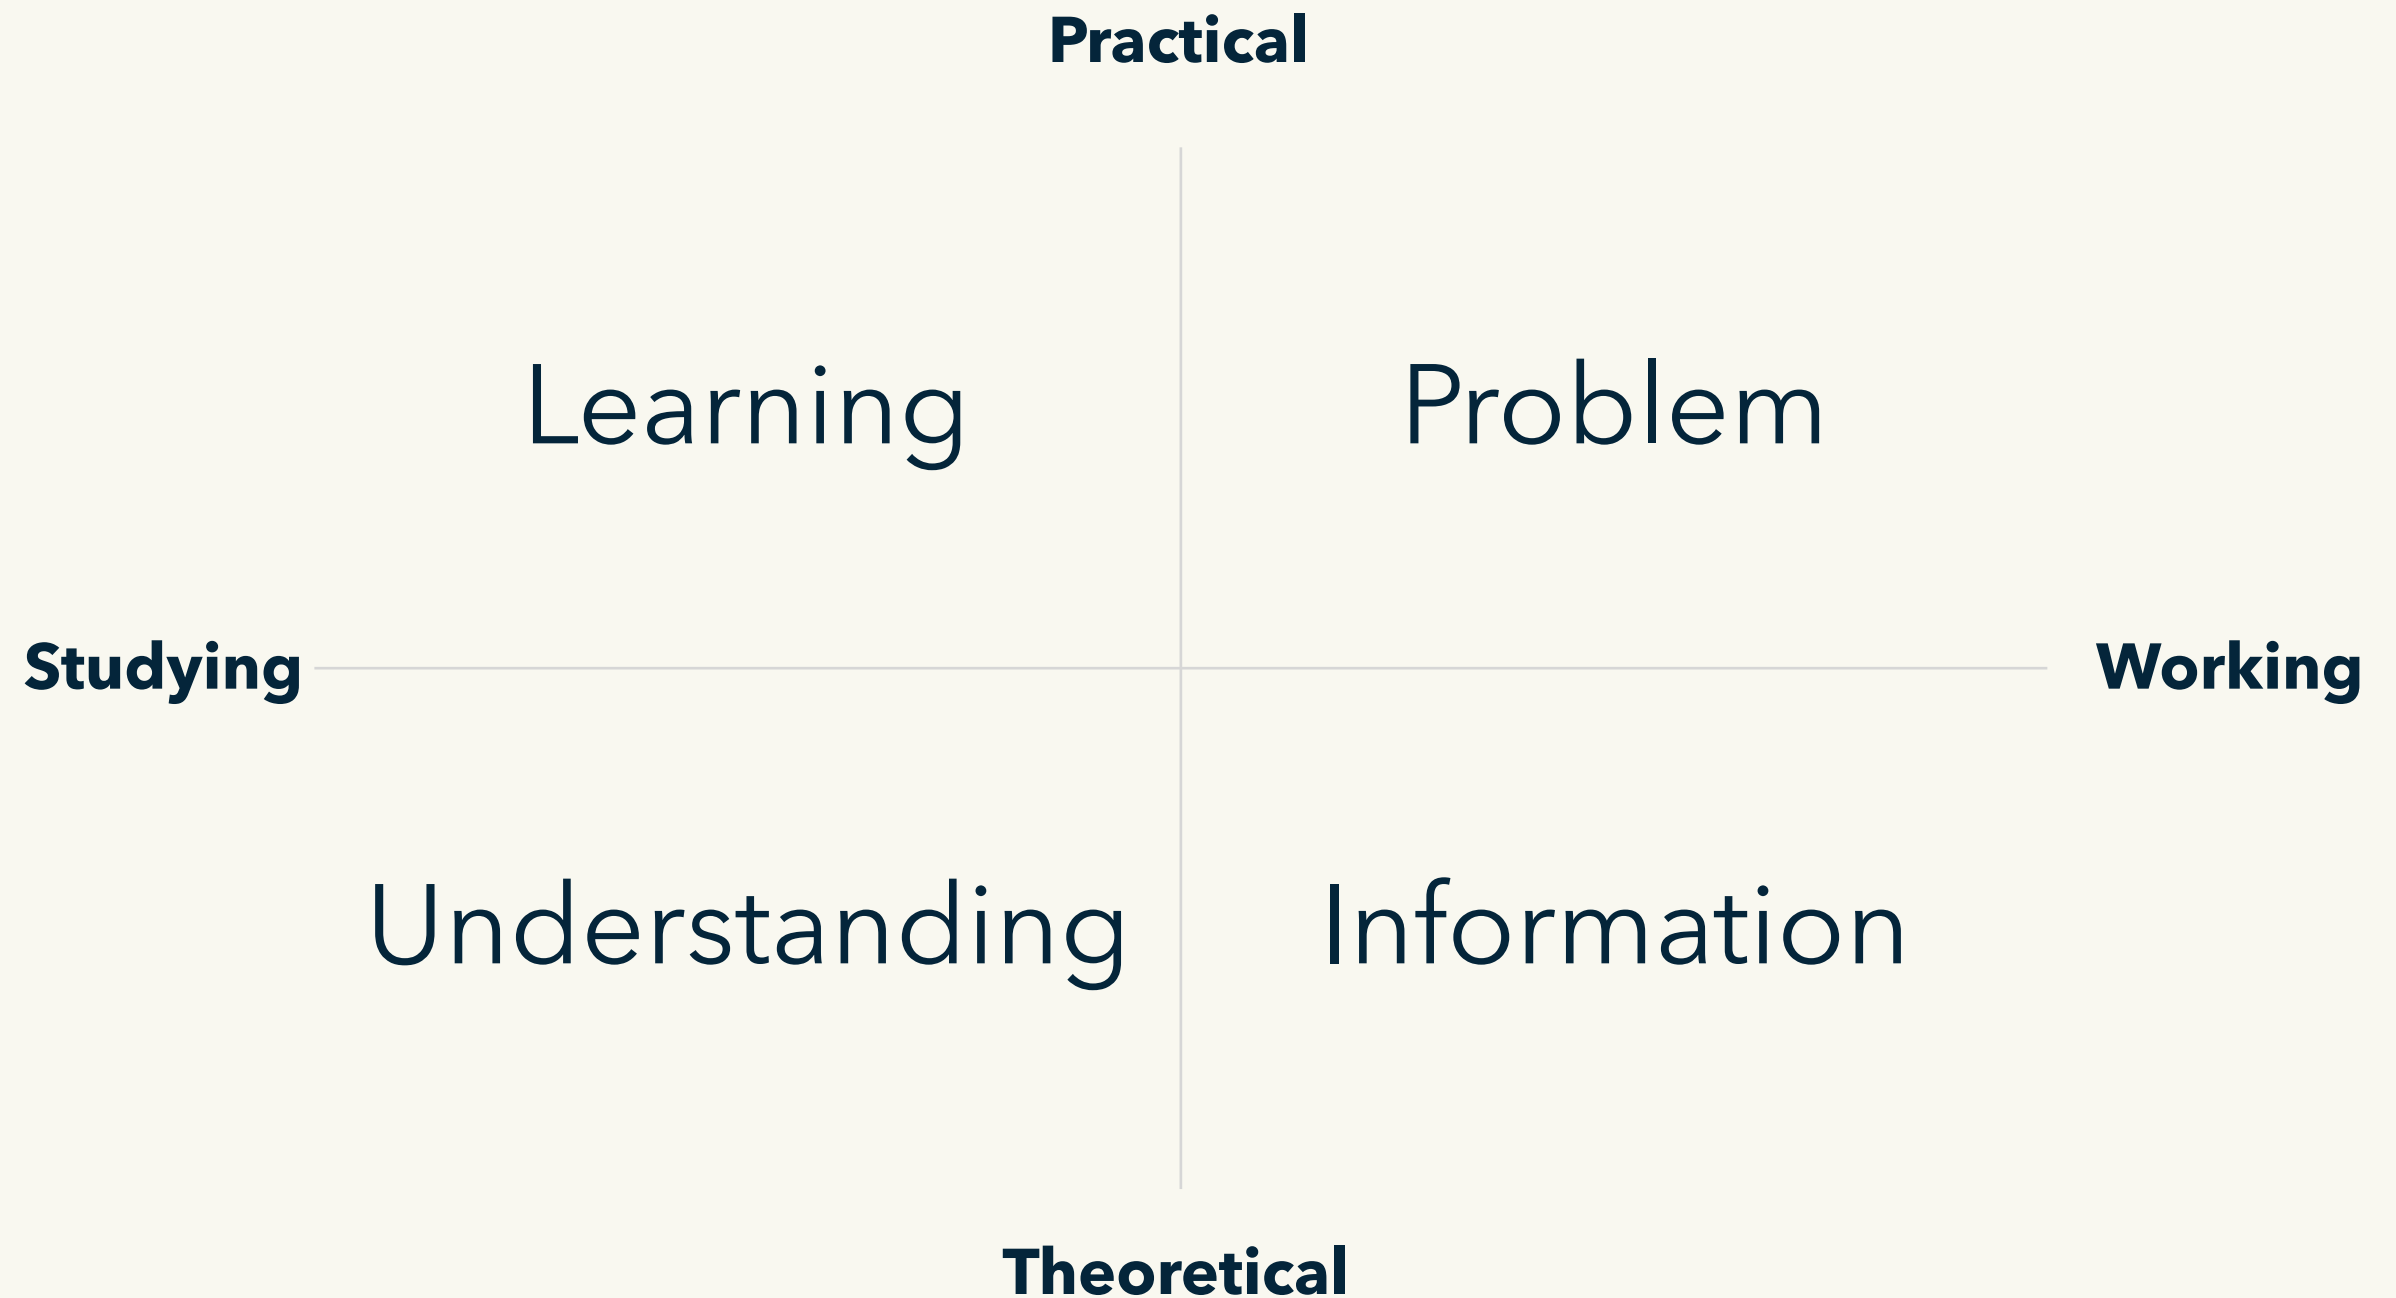 Practical
Learning Problem
Studying Working
Understanding Information
Theoretical